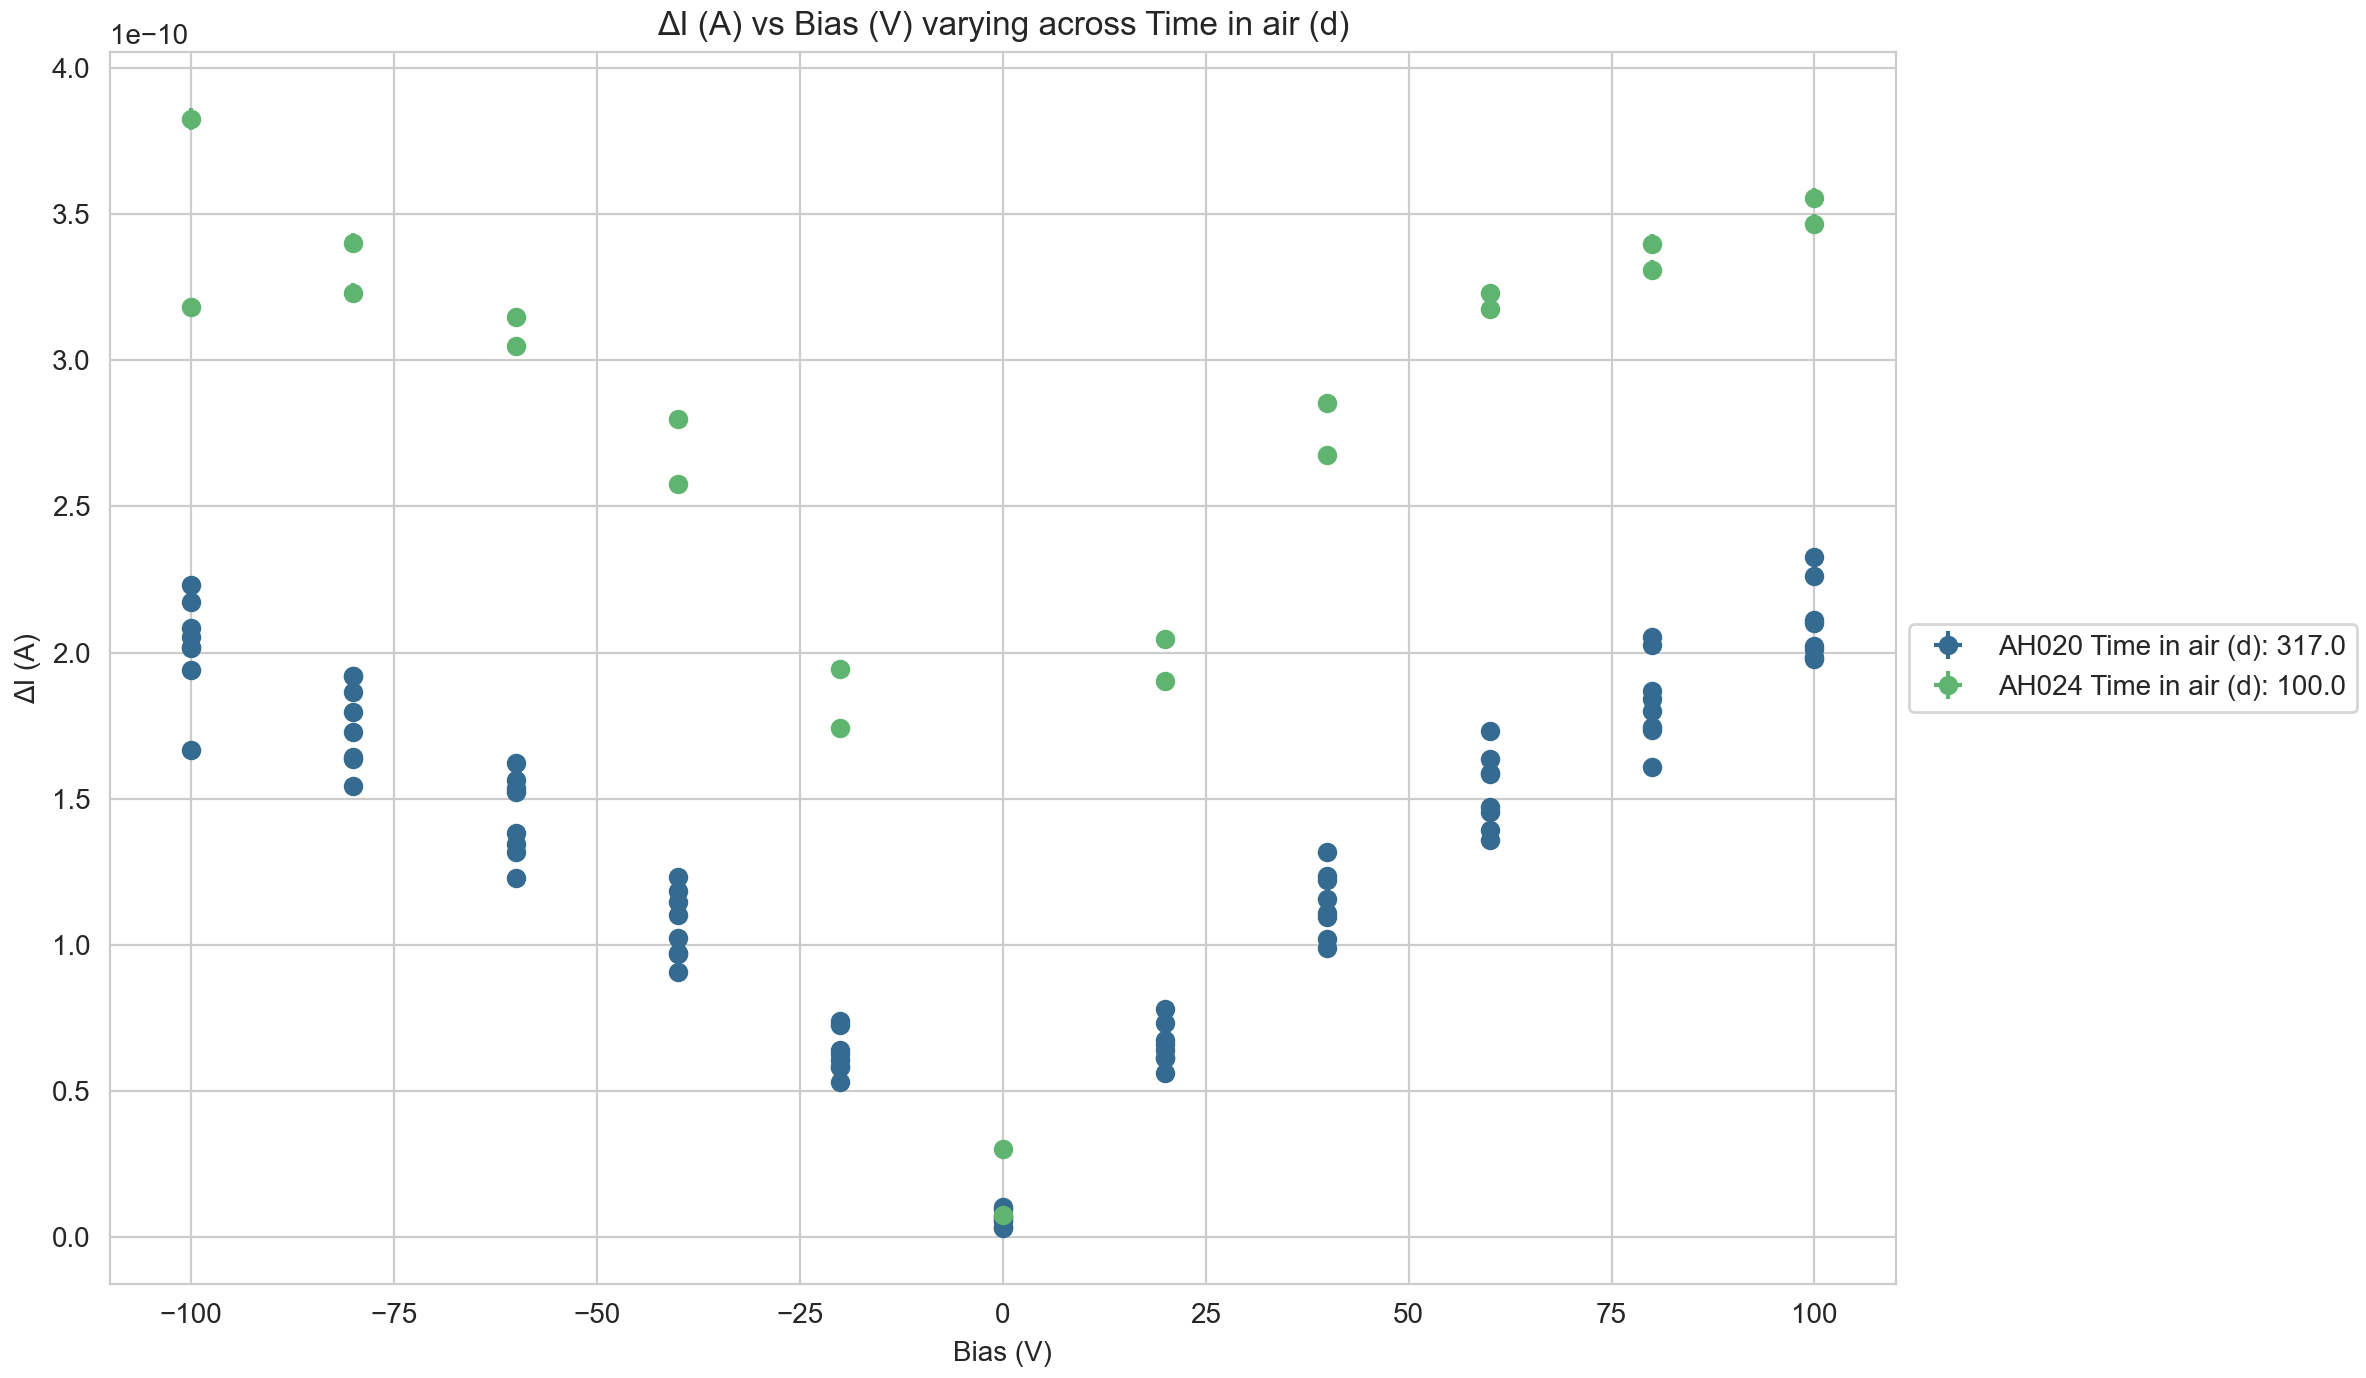 ΔI (A) vs Bias (V) varying across Time in air (d)
1e−10
4.0
3.5
3.0
2.5
2.0
1.5
1.0
0.5
0.0
ΔI (A)
−100 −75 −50 −25 0 25 50 75 100
Bias (V)
AH020 Time in air (d): 317.0
AH024 Time in air (d): 100.0